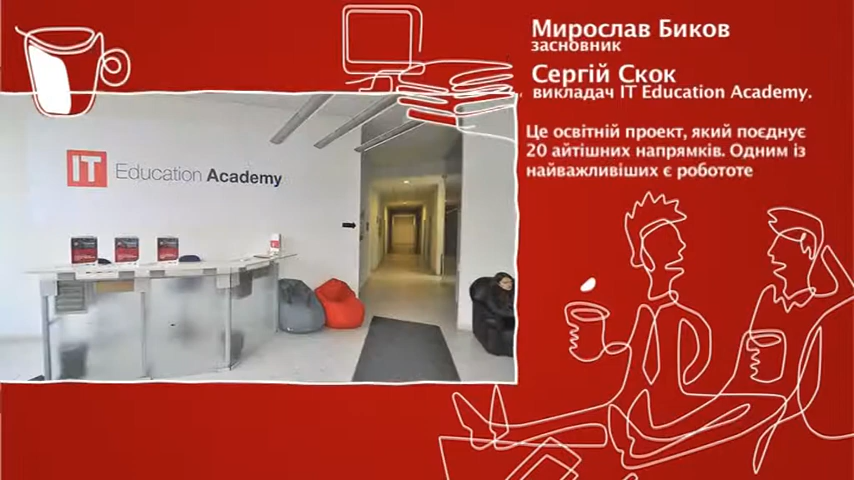 Мирослав Биков
засновник
Сергій Скок
викладач IT Education Academy.
Це освітній проект, який поєднує
20 айтішних напрямків. Одним із
найважливіших є робототе
IT Education Academy